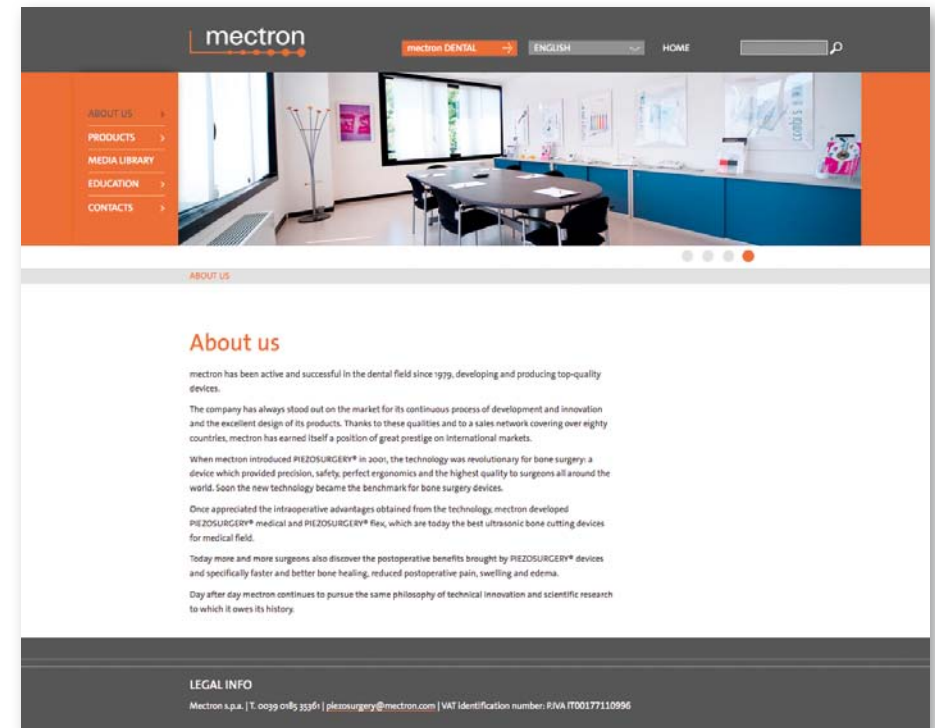 mectron
mectron DENTAL
ENGLISH
HOME
ABOUT US
PRODUCTS
MEDIA LIBRARY
EDUCATION
CONTACTS
combi s
ABOUT US
About us
mectron has been active and successful in the dental field since 1979, developing and producing top-quality
devices.
The company has always stood out on the market for its continuous process of development and innovation
and the excellent design of its products. Thanks to these qualities and to a sales network covering over eighty
countries, mectron has earned itself a position of great prestige on international markets.
When mectron introduced PIEZOSURGERY® in 2001, the technology was revolutionary for bone surgery: a
device which provided precision, safety, perfect ergonomics and the highest quality to surgeons all around the
world. Soon the new technology became the benchmark for bone surgery devices.
Once appreciated the intraoperative advantages obtained from the technology, mectron developed
PIEZOSURGERY® medical and PIEZOSURGERY® flex, which are today the best ultrasonic bone cutting devices
for medical field.
Today more and more surgeons also discover the postoperative benefits brought by PIEZOSURGERY® devices
and specifically faster and better bone healing, reduced postoperative pain, swelling and edema.
Day after day mectron continues to pursue the same philosophy of technical innovation and scientific research
to which it owes its history.
LEGAL INFO
Mectron s.p.a. | T. 0039 0185 35361 | piezosurgery@mectron.com | VAT identification number: P.IVA IT00177110996